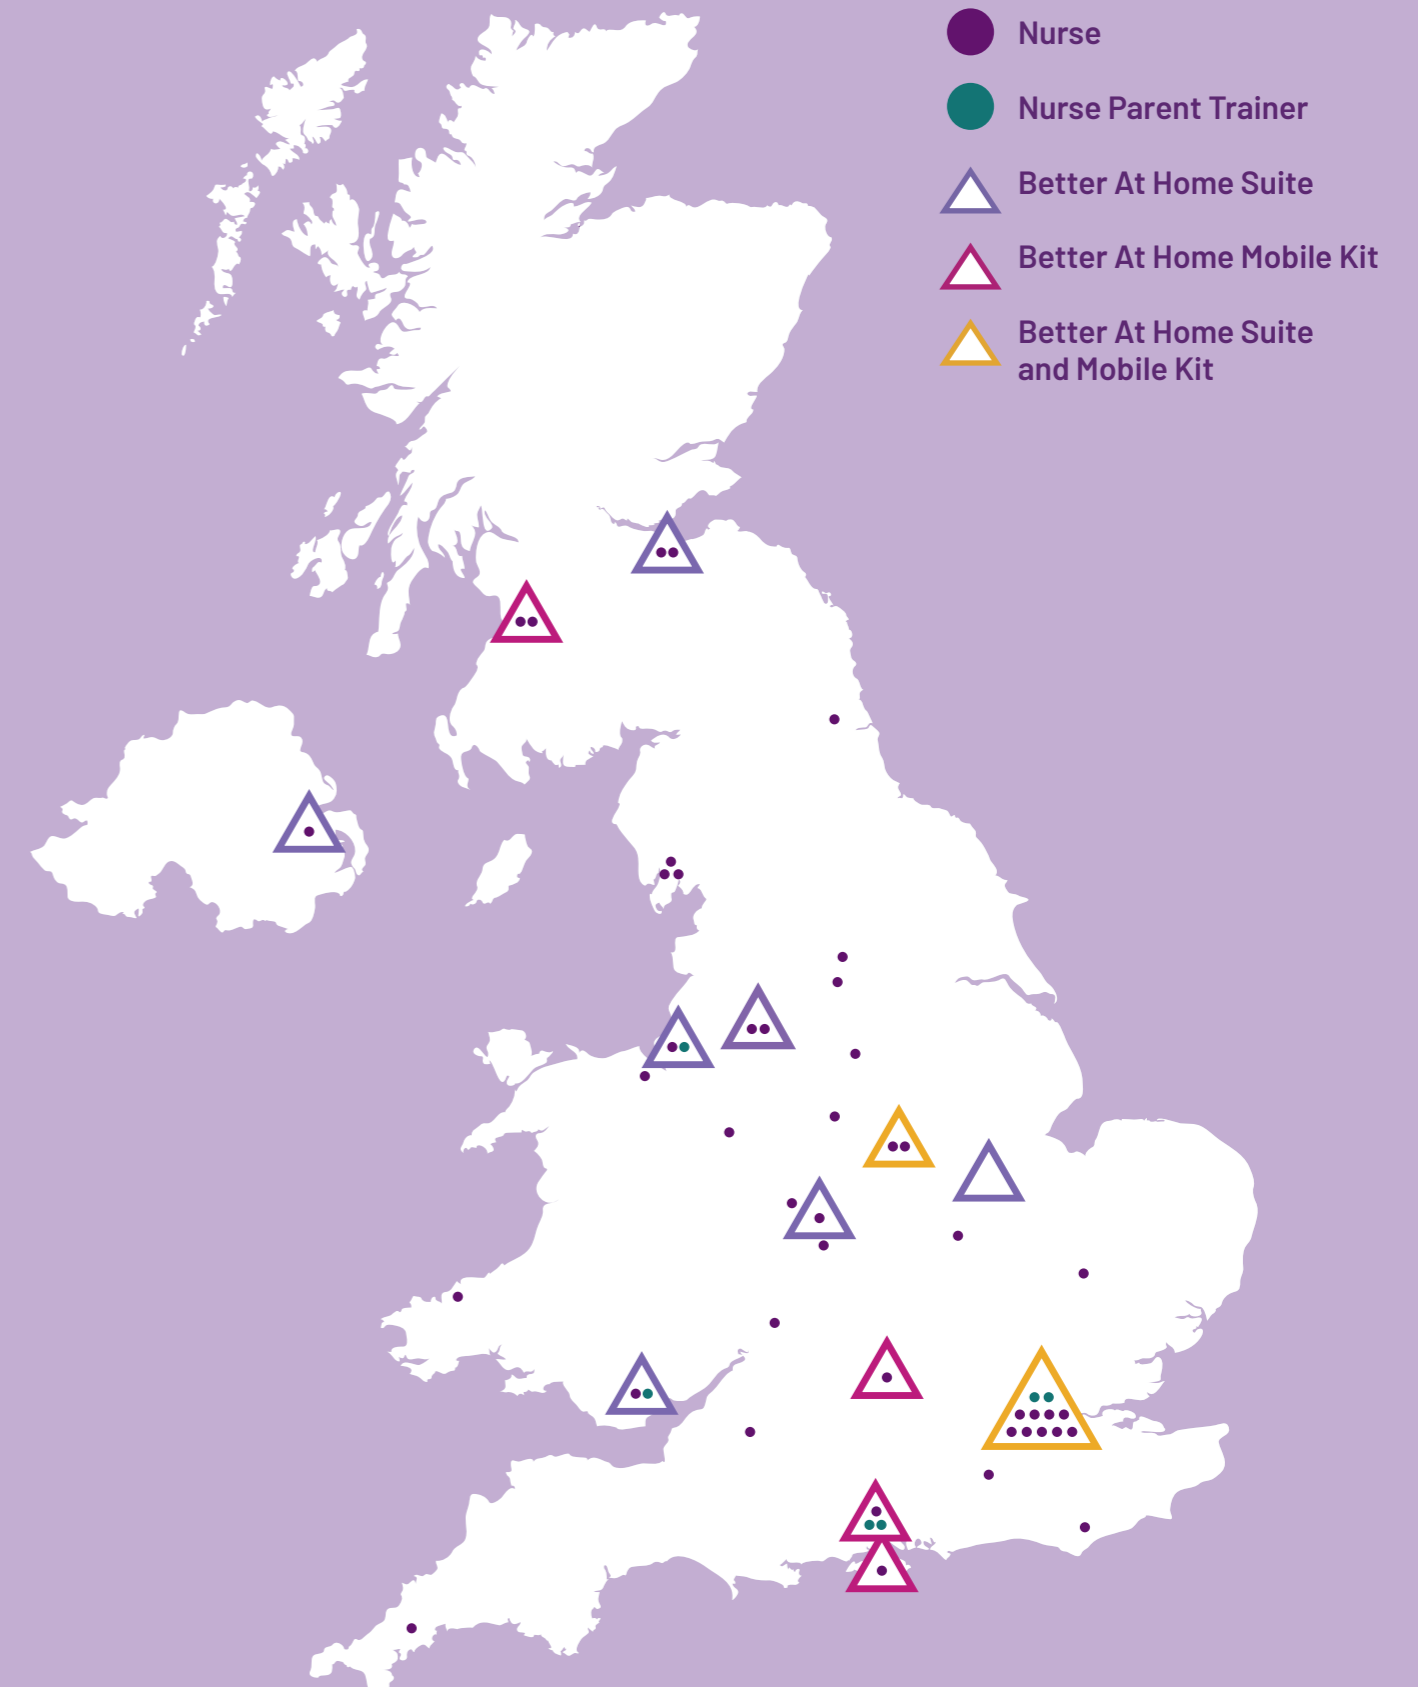 Nurse
Nurse Parent Trainer
Better At Home Suite
Better At Home Mobile Kit
Better At Home Suite
and Mobile Kit